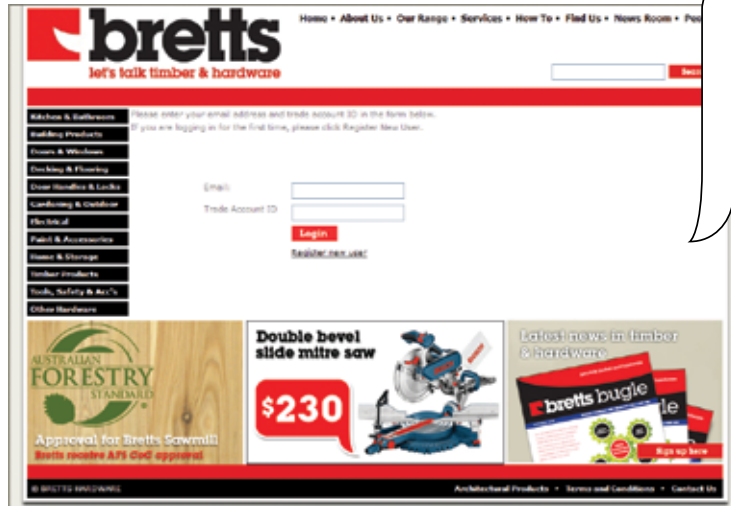 bretts
let's talk timber & hardware
Home • About Us • Our Range • Services • How To • Find Us • News Room •
Please enter your email address and trade account ID in the form below.
If you are logging in for the first time, please click Register New User.
Kitchen & Bathroom
Building Products
Doors & Windows
Decking & Flooring
Door Handles & Locks
Gardening & Outdoor
Electrical
Paint & Accessories
Home & Storage
Timber Products
Tools, Safety & Acc's
Other Hardware
Email:
Trade Account ID
Login
Register new user
AUSTRALIAN
FORESTRY
STANDARD
Approval for Bretts Sawmill
Bretts receive AFS CoC approval
Double bevel
slide mitre saw
$230
Latest news in timber
& hardware
bretts bugle
Sign up here
© BRETTS HARDWARE
Architectural Products • Terms and Conditions • Contact Us